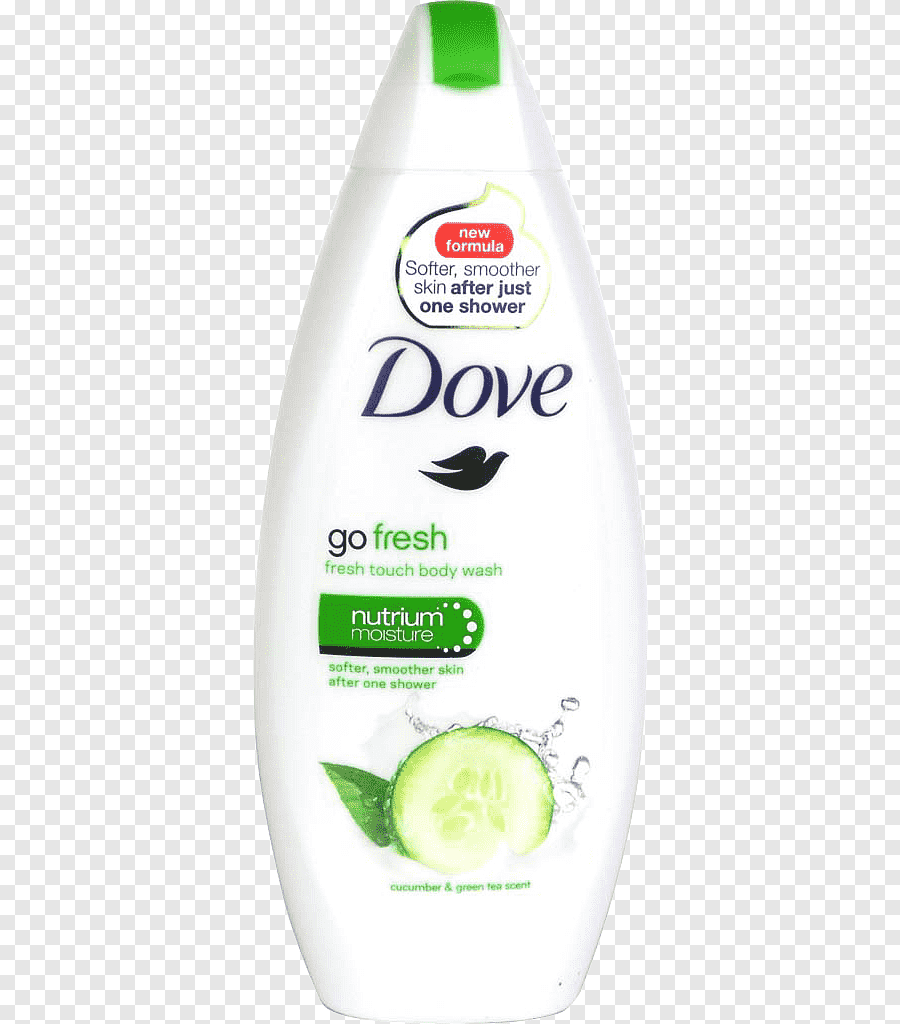 new
formula
Softer, smoother
skin after just
one shower
Dove
go fresh
fresh touch body wash
nutrium
moisture
softer, smoother skin
after one shower
cucumber & green tea scent